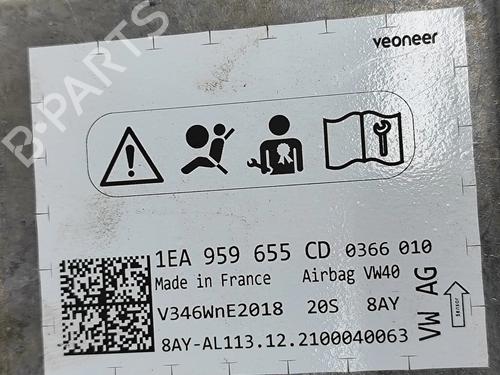 veoneer
B-PARTS
1EA 959 655 CD 0366 010
Made in France Airbag VW40
V346WnE2018 20S 8AY
8AY-AL113.12.2100040063
VW AG
sensor